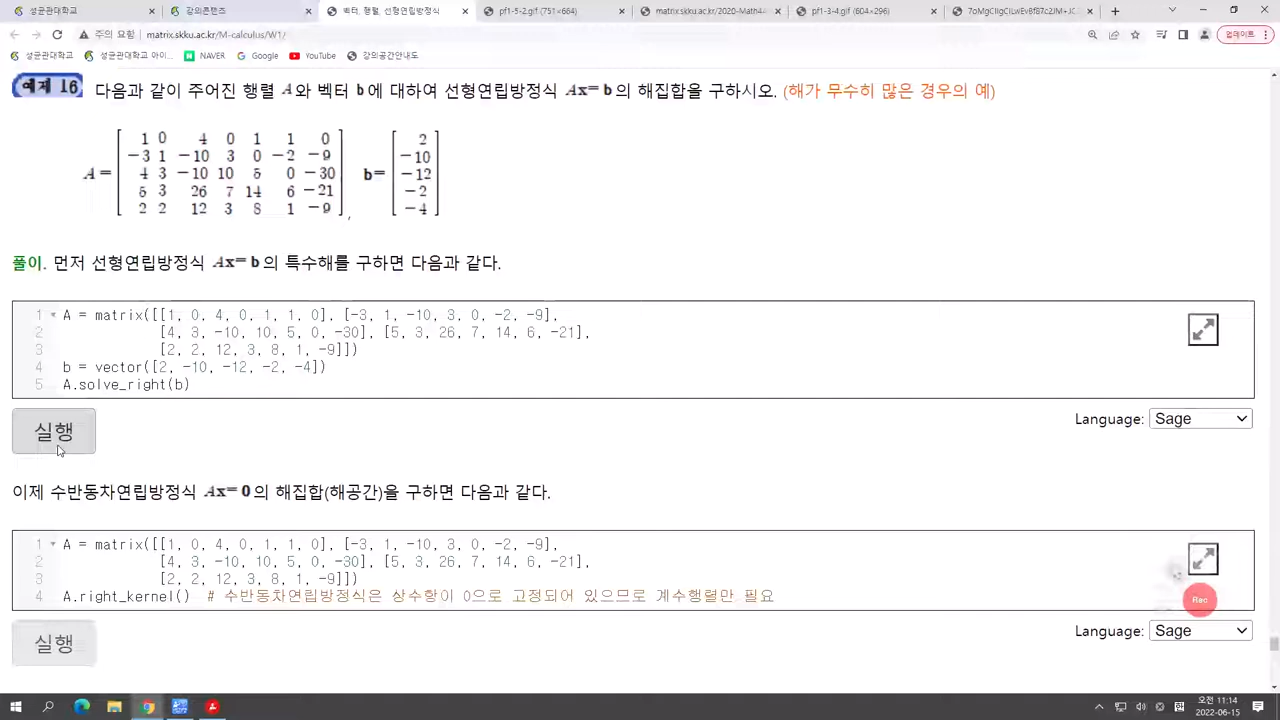 성균관대학교
강의콘텐츠
벡터, 행렬, 선형연립방정식
pf1-5-2.gif (751×664)
matrix.skku.ac.kr/2020-Math4
pf1-3-4.gif (604×296)
주의 요함
matrix.skku.ac.kr/M-calculus/W1/
업데이트
성균관대학교
성균관대학교 아이...
NAVER
Google
YouTube
강의공간안내도
예제 16 다음과 같이 주어진 행렬 A와 벡터 b에 대하여 선형연립방정식 Ax= b의 해집합을 구하시오. (해가 무수히 많은 경우의 예)
1 0 4 0 1 1 0 2
−3 1 −10 3 0 −2 −9 −10
A = 4 3 −10 10 5 0 −30 b= −12
5 3 26 7 14 6 −21 −2
2 2 12 3 8 1 −9 , −4
풀이. 먼저 선형연립방정식 Ax= b의 특수해를 구하면 다음과 같다.
1 A = matrix([[1, 0, 4, 0, 1, 1, 0], [-3, 1, -10, 3, 0, -2, -9],
2 [4, 3, -10, 10, 5, 0, -30], [5, 3, 26, 7, 14, 6, -21],
3 [2, 2, 12, 3, 8, 1, -9]])
4 b = vector([2, -10, -12, -2, -4])
5 A.solve_right(b)
실행
Language: Sage
이제 수반동차연립방정식 Ax= 0의 해집합(해공간)을 구하면 다음과 같다.
1 A = matrix([[1, 0, 4, 0, 1, 1, 0], [-3, 1, -10, 3, 0, -2, -9],
2 [4, 3, -10, 10, 5, 0, -30], [5, 3, 26, 7, 14, 6, -21],
3 [2, 2, 12, 3, 8, 1, -9]])
4 A.right_kernel() # 수반동차연립방정식은 상수항이 0으로 고정되어 있으므로 계수행렬만 필요
Rec
실행
Language: Sage
오전 11:14
2022-06-15